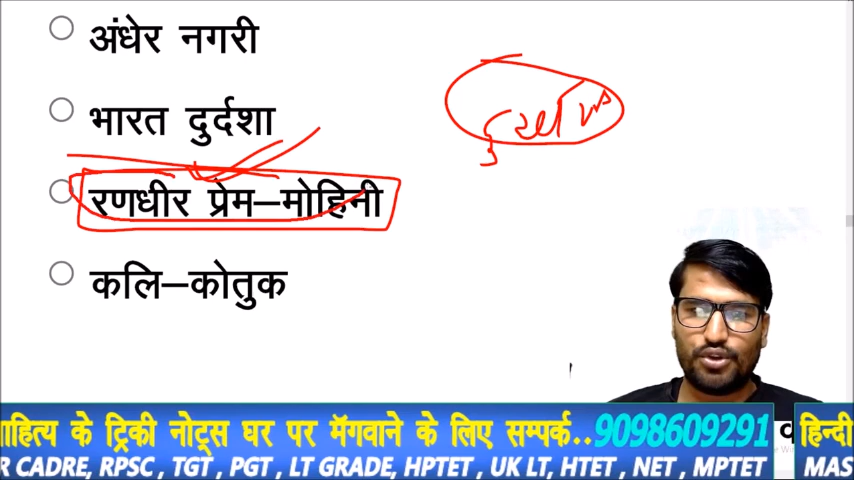 अंधेर नगरी
भारत दुर्दशा
रणधीर प्रेम–मोहिनी
कलि–कोतुक
ाहित्य के ट्रिकी नोट्स घर पर मॅगवाने के लिए सम्पर्क..9098609291
हिन्दी
R CADRE, RPSC , TGT , PGT , LT GRADE, HPTET , UK LT, HTET , NET , MPTET
MAS